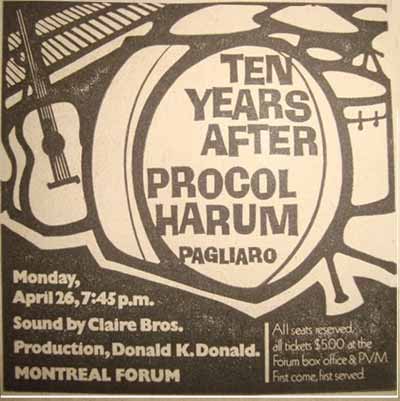 TEN
YEARS
AFTER
PROCOL
HARUM
PAGLIARO
Monday,
April 26, 7:45 p.m.
Sound by Claire Bros.
Production, Donald K. Donald.
MONTREAL FORUM
All seats reserved,
all tickets $5.00 at the
Forum box office & P.V.M.
First come, first served.